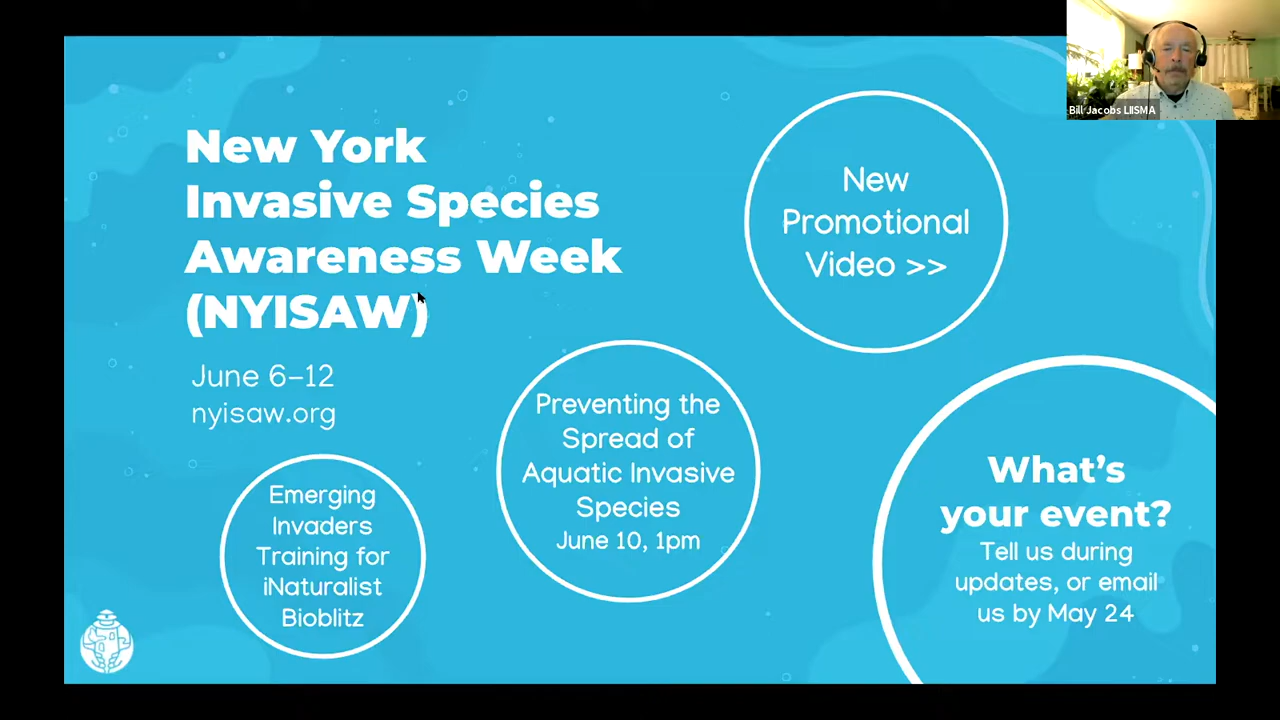 New York
Invasive Species
Awareness Week
(NYISAW)
June 6-12
nyisaw.org
New
Promotional
Video >>
Preventing the
Spread of
Aquatic Invasive
Species
June 10, 1pm
Emerging
Invaders
Training for
iNaturalist
Bioblitz
What's
your event?
Tell us during
updates, or email
us by May 24
Bill Jacobs LIISMA